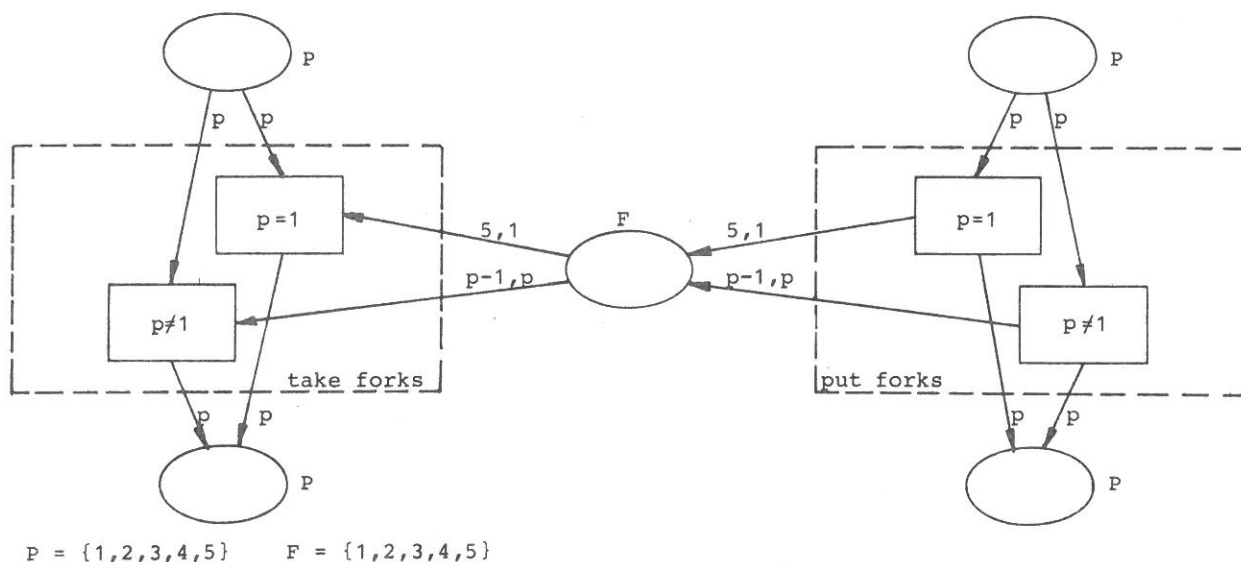 P
P
p
p
p
p
p=1
p=1
F
5,1
5,1
p-1,p
p-1,p
p≠1
p≠1
take forks
put forks
p
p
p
p
P
P
P = {1,2,3,4,5} F = {1,2,3,4,5}